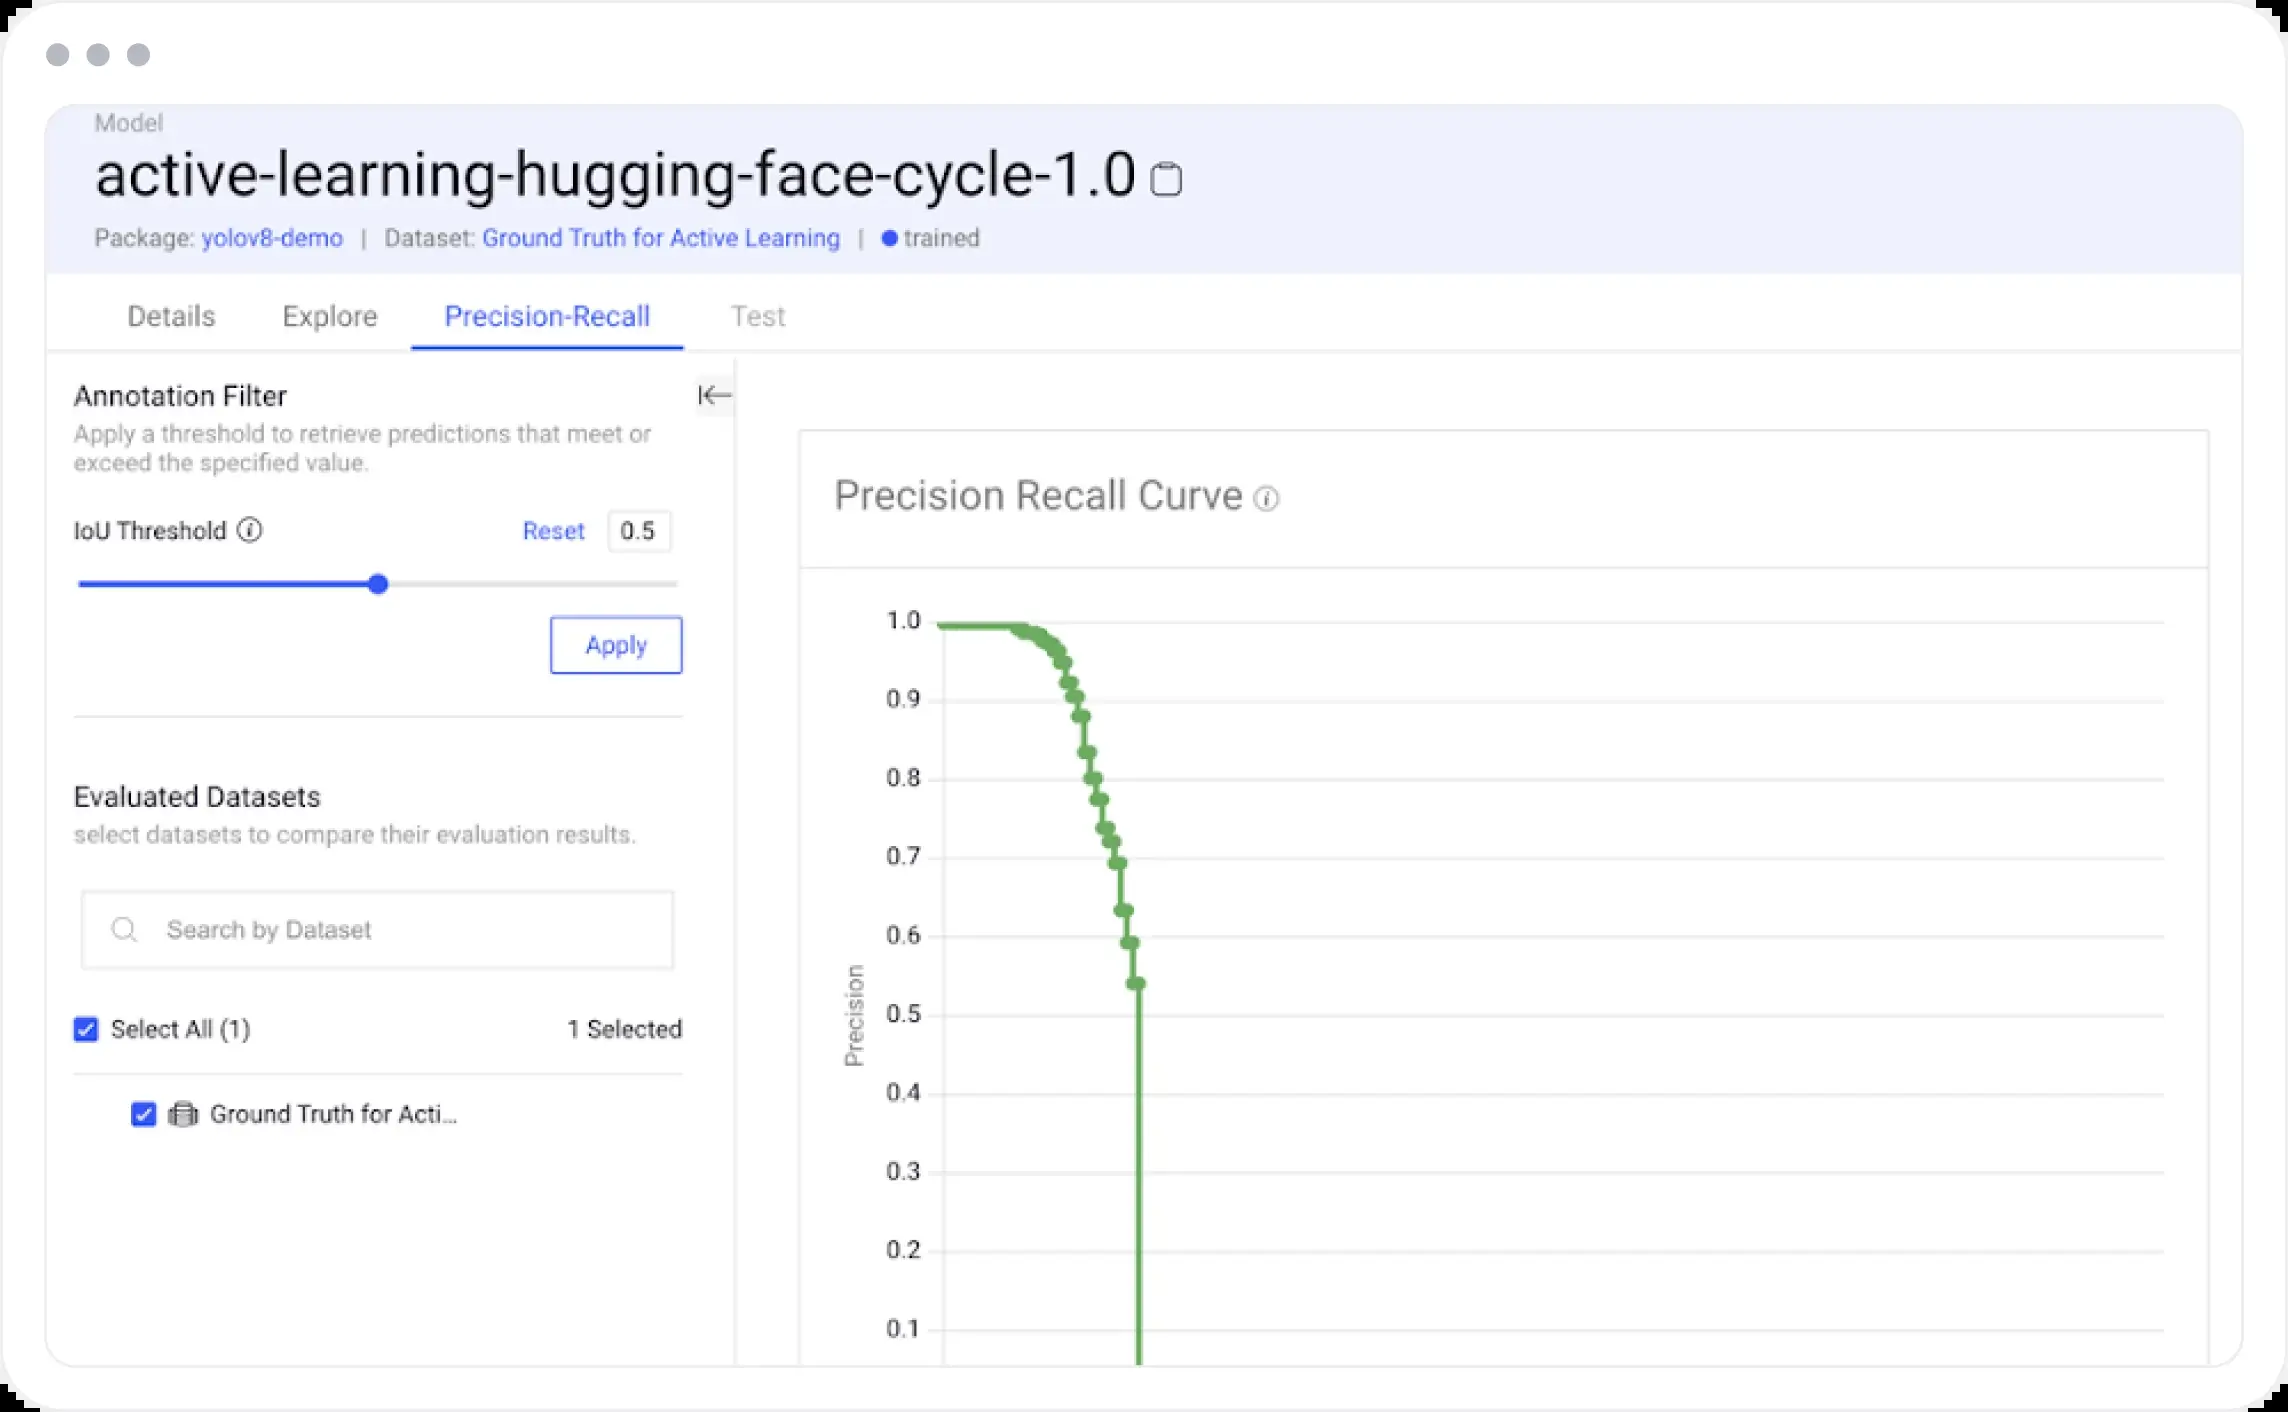 Model
active-learning-hugging-face-cycle-1.0
Package: yolov8-demo | Dataset: Ground Truth for Active Learning | trained
Details Explore Precision-Recall Test
Annotation Filter
Apply a threshold to retrieve predictions that meet or
exceed the specified value.
IoU Threshold Reset 0.5
Apply
Evaluated Datasets
select datasets to compare their evaluation results.
Search by Dataset
Select All (1) 1 Selected
Ground Truth for Acti...
Precision Recall Curve
1.0
0.9
0.8
0.7
0.6
0.5
0.4
0.3
0.2
0.1
Precision